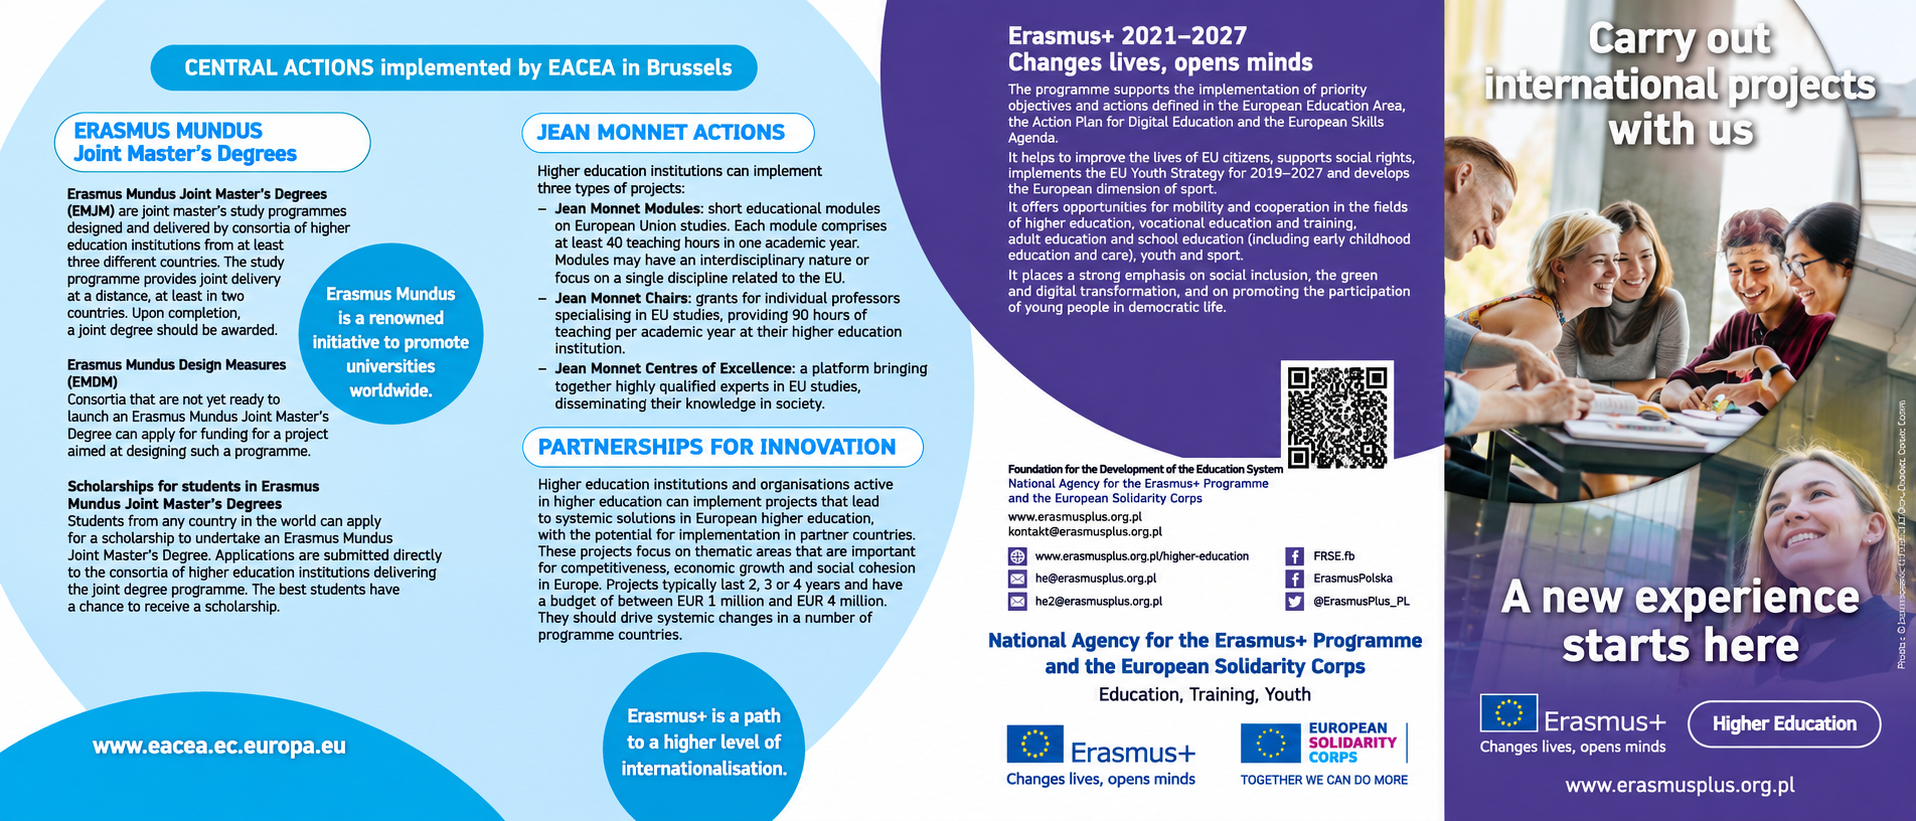 CENTRAL ACTIONS implemented by EACEA in Brussels
ERASMUS MUNDUS
Joint Master's Degrees
Erasmus Mundus Joint Master's Degrees
(EMJM) are joint master's study programmes
designed and delivered by consortia of higher
education institutions from at least
three different countries. The study
programme provides joint delivery
at a distance, at least in two
countries. Upon completion,
a joint degree should be awarded.
Erasmus Mundus
is a renowned
initiative to promote
universities
worldwide.
Erasmus Mundus Design Measures
(EMDM)
Consortia that are not yet ready to
launch an Erasmus Mundus Joint Master's
Degree can apply for funding for a project
aimed at designing such a programme.
Scholarships for students in Erasmus
Mundus Joint Master's Degrees
Students from any country in the world can apply
for a scholarship to undertake an Erasmus Mundus
Joint Master's Degree. Applications are submitted directly
to the consortia of higher education institutions delivering
the joint degree programme. The best students have
a chance to receive a scholarship.
www.eacea.ec.europa.eu
JEAN MONNET ACTIONS
Higher education institutions can implement
three types of projects:
– Jean Monnet Modules: short educational modules
on European Union studies. Each module comprises
at least 40 teaching hours in one academic year.
Modules may have an interdisciplinary nature or
focus on a single discipline related to the EU.
– Jean Monnet Chairs: grants for individual professors
specialising in EU studies, providing 90 hours of
teaching per academic year at their higher education
institution.
– Jean Monnet Centres of Excellence: a platform bringing
together highly qualified experts in EU studies,
disseminating their knowledge in society.
PARTNERSHIPS FOR INNOVATION
Higher education institutions and organisations active
in higher education can implement projects that lead
to systemic solutions in European higher education,
with the potential for implementation in partner countries.
These projects focus on thematic areas that are important
for competitiveness, economic growth and social cohesion
in Europe. Projects typically last 2, 3 or 4 years and have
a budget of between EUR 1 million and EUR 4 million.
They should drive systemic changes in a number of
programme countries.
Erasmus+ is a path
to a higher level of
internationalisation.
Erasmus+ 2021–2027
Changes lives, opens minds
The programme supports the implementation of priority
objectives and actions defined in the European Education Area,
the Action Plan for Digital Education and the European Skills
Agenda.
It helps to improve the lives of EU citizens, supports social rights,
implements the EU Youth Strategy for 2019–2027 and develops
the European dimension of sport.
It offers opportunities for mobility and cooperation in the fields
of higher education, vocational education and training,
adult education and school education (including early childhood
education and care), youth and sport.
It places a strong emphasis on social inclusion, the green
and digital transformation, and on promoting the participation
of young people in democratic life.
Foundation for the Development of the Education System
National Agency for the Erasmus+ Programme
and the European Solidarity Corps
www.erasmusplus.org.pl
kontakt@erasmusplus.org.pl
www.erasmusplus.org.pl/higher-education
he@erasmusplus.org.pl
he2@erasmusplus.org.pl
FRSE.fb
ErasmusPolska
@ErasmusPlus_PL
National Agency for the Erasmus+ Programme
and the European Solidarity Corps
Education, Training, Youth
Erasmus+
Changes lives, opens minds
EUROPEAN
SOLIDARITY
CORPS
TOGETHER WE CAN DO MORE
Carry out
international projects
with us
A new experience
starts here
Erasmus+
Changes lives, opens minds
Higher Education
www.erasmusplus.org.pl